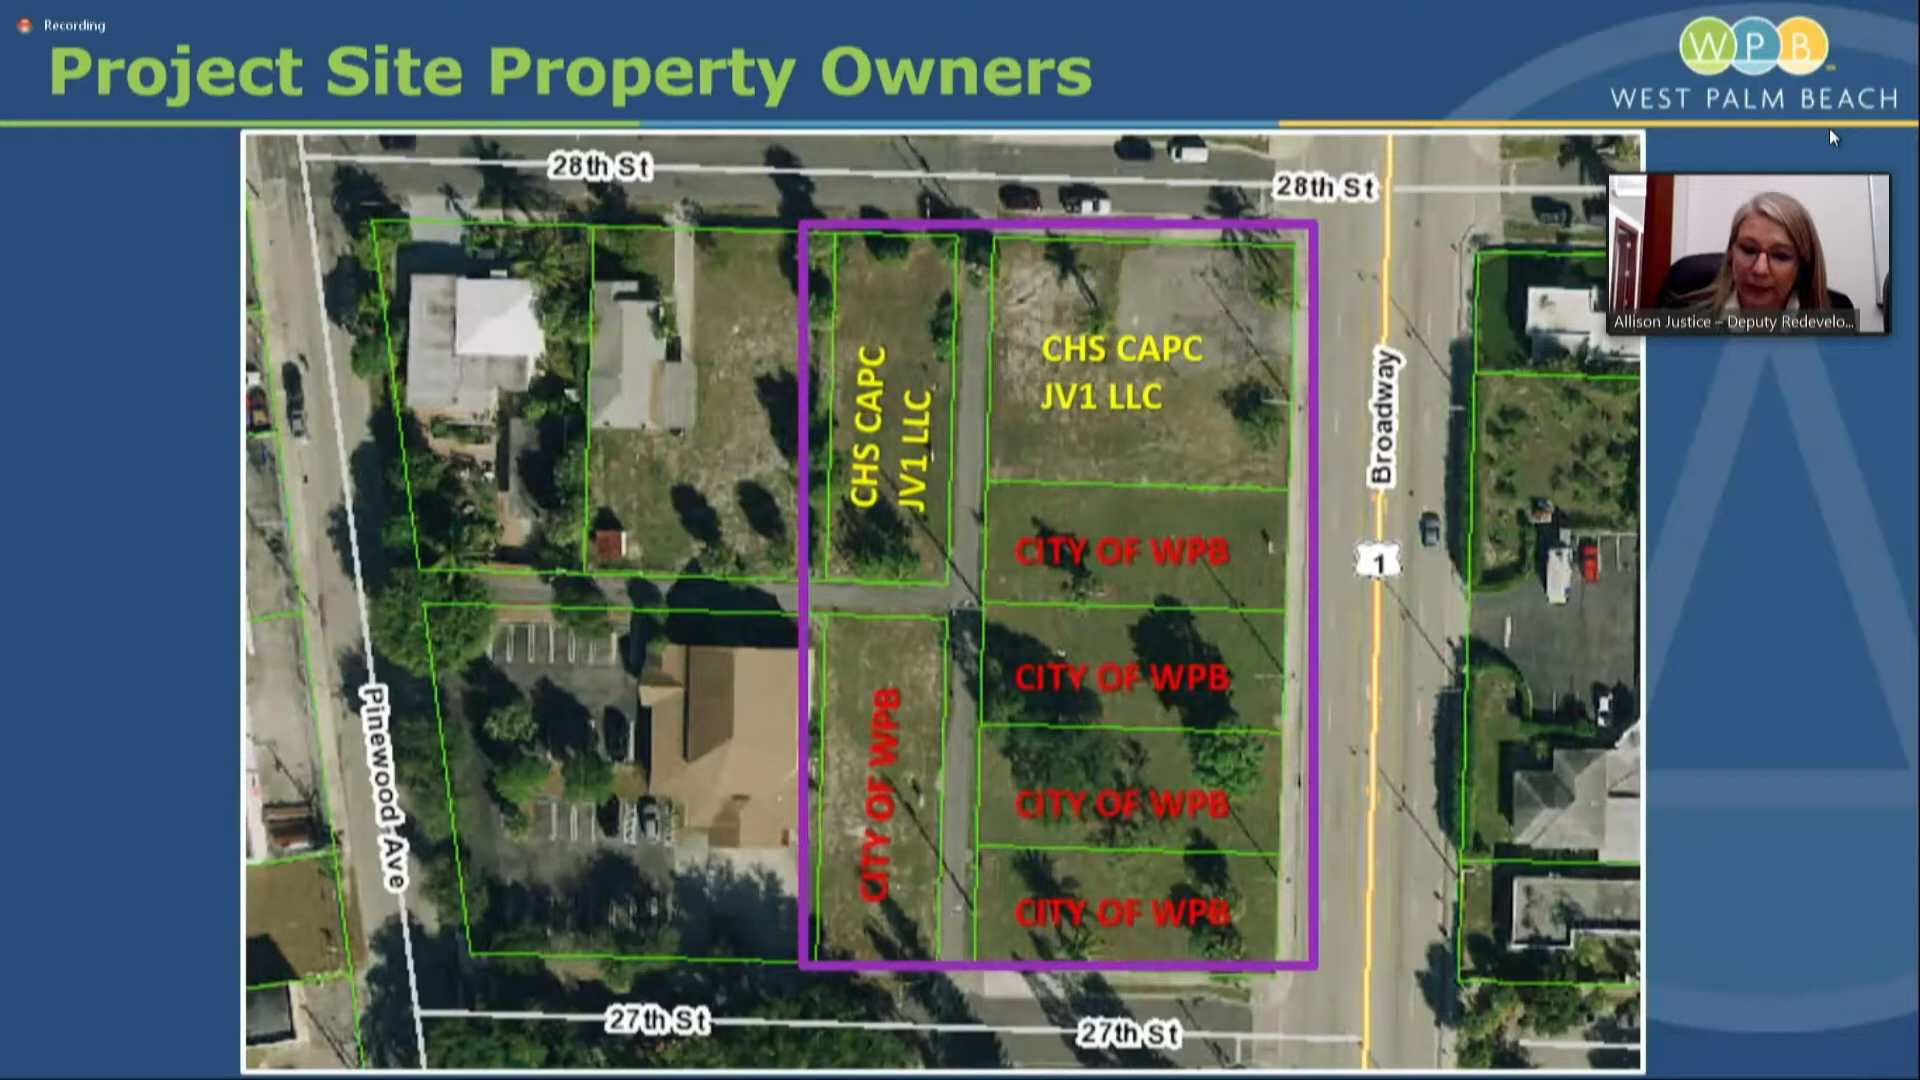 Recording
Project Site Property Owners
W P B
WEST PALM BEACH
28th St
28th St
Allison Justice – Deputy Redevelo...
CHS CAPC
JV1 LLC
CHS CAPC
JV1 LLC
Broadway
CITY OF WPB
1
CITY OF WPB
Pinewood Ave
CITY OF WPB
CITY OF WPB
CITY OF WPB
27th St
27th St